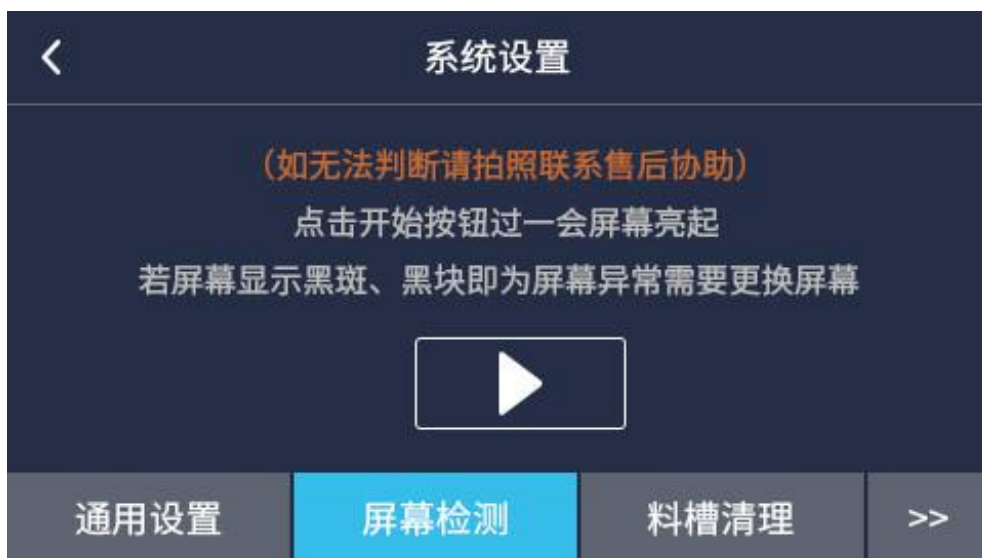 系统设置
（如无法判断请拍照联系售后协助）
点击开始按钮过一会屏幕亮起
若屏幕显示黑斑、黑块即为屏幕异常需要更换屏幕
通用设置 屏幕检测 料槽清理 >>